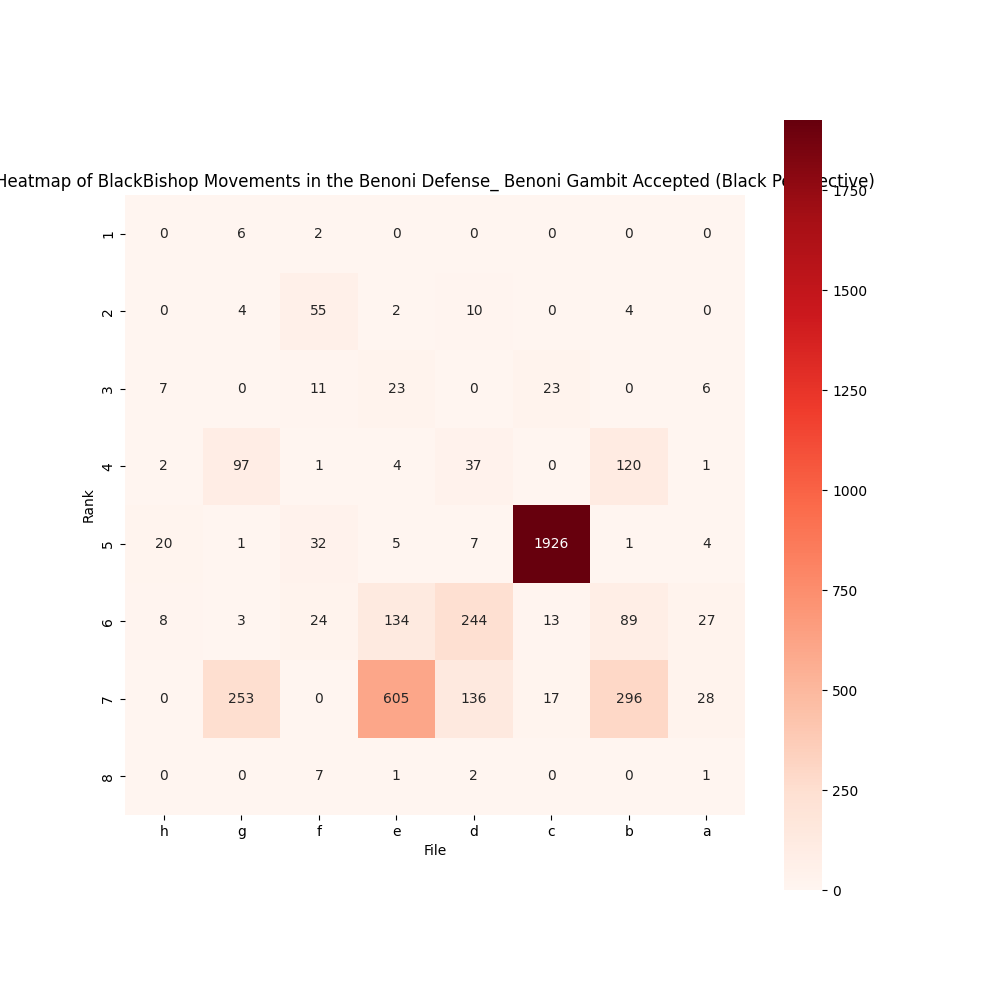 Heatmap of BlackBishop Movements in the Benoni Defense_ Benoni Gambit Accepted (Black P ective)
1750
1 0 6 2 0 0 0 0 0
1500
2 0 4 55 2 10 0 4 0
1250
3 7 0 11 23 0 23 0 6
4 2 97 1 4 37 0 120 1
1000
Rank
5 20 1 32 5 7 1926 1 4
750
6 8 3 24 134 244 13 89 27
500
7 0 253 0 605 136 17 296 28
250
8 0 0 7 1 2 0 0 1
h g f e d c b a
File
0